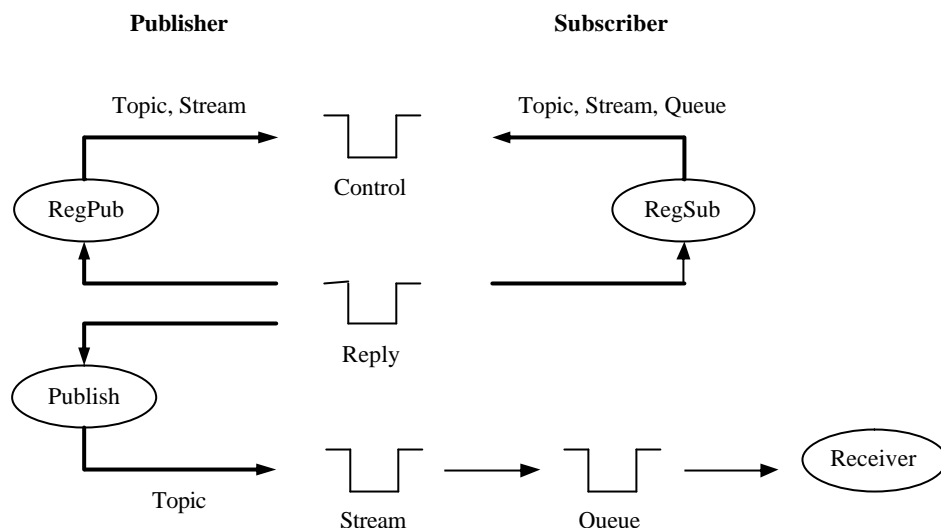 Publisher
Subscriber
Topic, Stream
Topic, Stream, Queue
Control
RegPub
RegSub
Reply
Publish
Receiver
Topic
Stream
Queue